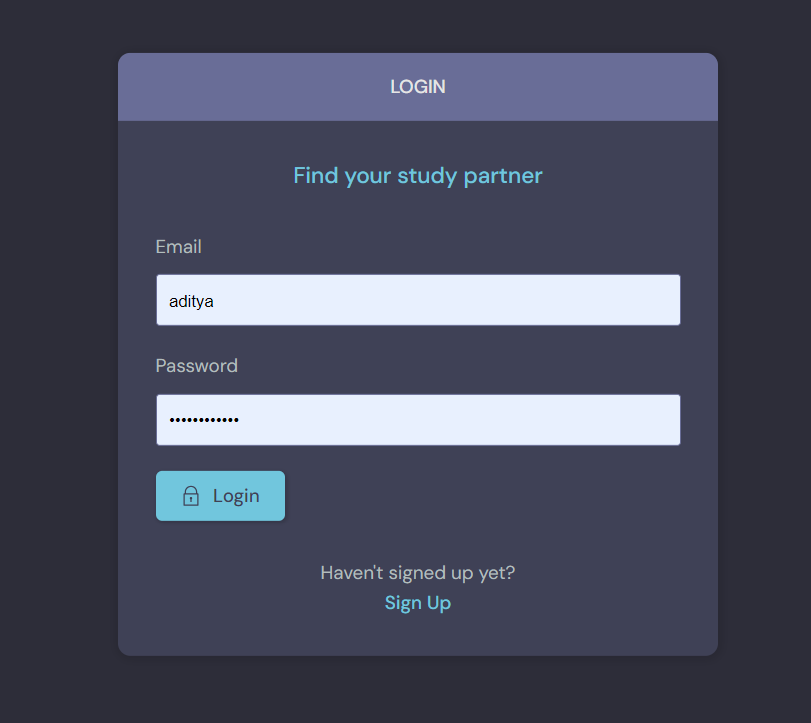 LOGIN
Find your study partner
Email
aditya
Password
••••••••••••
Login
Haven't signed up yet?
Sign Up